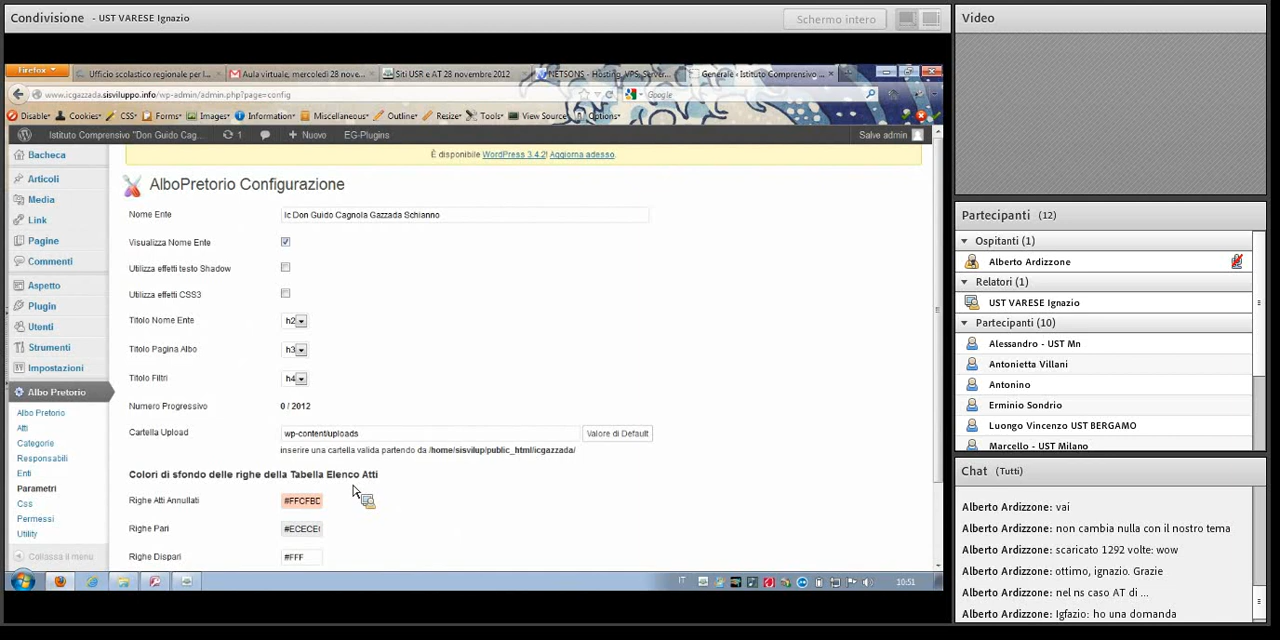 Condivisione - UST VARESE Ignazio
Schermo intero
Firefox
Ufficio scolastico regionale per l...
Aula virtuale, mercoledì 28 nove...
Siti USR e AT 28 novembre 2012
NETSONS - Hosting, VPS, Server...
Generale ‹ Istituto Comprensivo ...
www.icgazzada.sisviluppo.info/wp-admin/admin.php?page=config
Google
Disable Cookies CSS Forms Images Information Miscellaneous Outline Resize Tools View Source Options
Istituto Comprensivo "Don Guido Cag... 1 + Nuovo EG-Plugins
Salve admin
È disponibile WordPress 3.4.2! Aggiorna adesso.
Bacheca
Articoli
Media
Link
Pagine
Commenti
Aspetto
Plugin
Utenti
Strumenti
Impostazioni
Albo Pretorio
Albo Pretorio
Atti
Categorie
Responsabili
Enti
Parametri
Css
Permessi
Utility
Collassa il menu
AlboPretorio Configurazione
Nome Ente Ic Don Guido Cagnola Gazzada Schianno
Visualizza Nome Ente
Utilizza effetti testo Shadow
Utilizza effetti CSS3
Titolo Nome Ente h2
Titolo Pagina Albo h3
Titolo Filtri h4
Numero Progressivo 0 / 2012
Cartella Upload wp-content/uploads Valore di Default
inserire una cartella valida partendo da /home/sisvilup/public_html/icgazzada/
Colori di sfondo delle righe della Tabella Elenco Atti
Righe Atti Annullati #FFCFBD
Righe Pari
Righe Dispari #FFF
IT
10:51
Video
Partecipanti (12)
Ospitanti (1)
Alberto Ardizzone
Relatori (1)
UST VARESE Ignazio
Partecipanti (10)
Alessandro - UST Mn
Antonietta Villani
Antonino
Erminio Sondrio
Luongo Vincenzo UST BERGAMO
Marcello - UST Milano
Chat (Tutti)
Alberto Ardizzone: vai
Alberto Ardizzone: non cambia nulla con il nostro tema
Alberto Ardizzone: scaricato 1292 volte: wow
Alberto Ardizzone: ottimo, ignazio. Grazie
Alberto Ardizzone: nel ns caso AT di ...
Alberto Ardizzone: Igfazio: ho una domanda